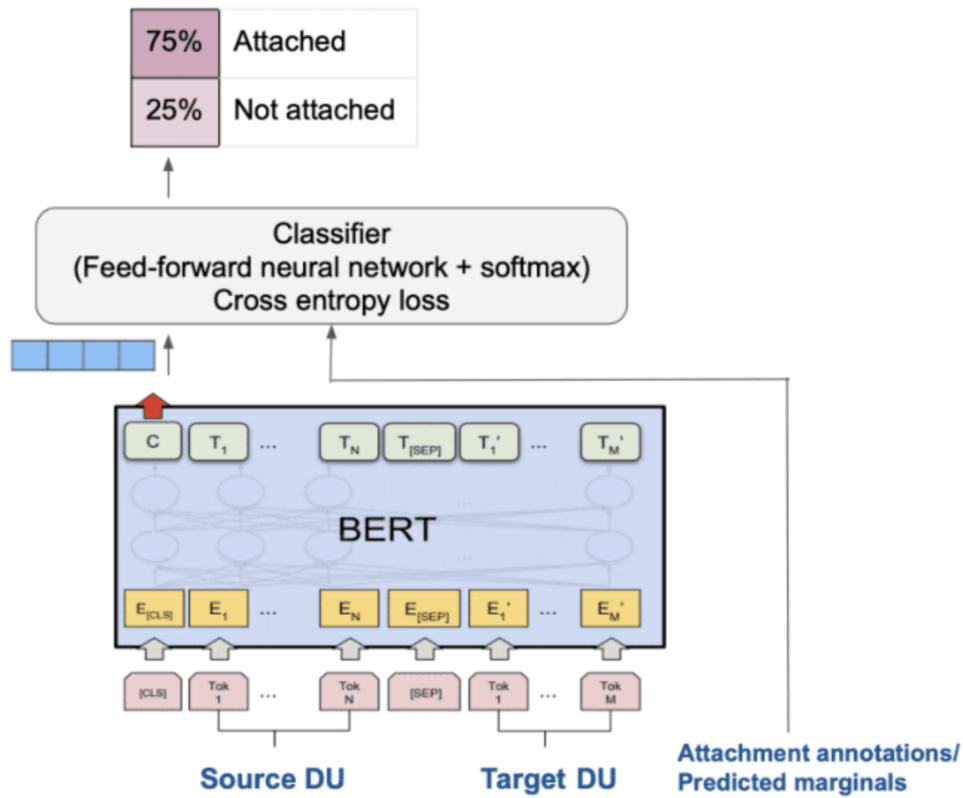 75% Attached
25% Not attached
Classifier
(Feed-forward neural network + softmax)
Cross entropy loss
C T1 ... TN T[SEP] T1' ... TM'
...
BERT
...
E[CLS] E1 ... EN E[SEP] E1' ... EM'
[CLS] Tok 1 ... Tok N [SEP] Tok 1 ... Tok M
Source DU Target DU
Attachment annotations/
Predicted marginals